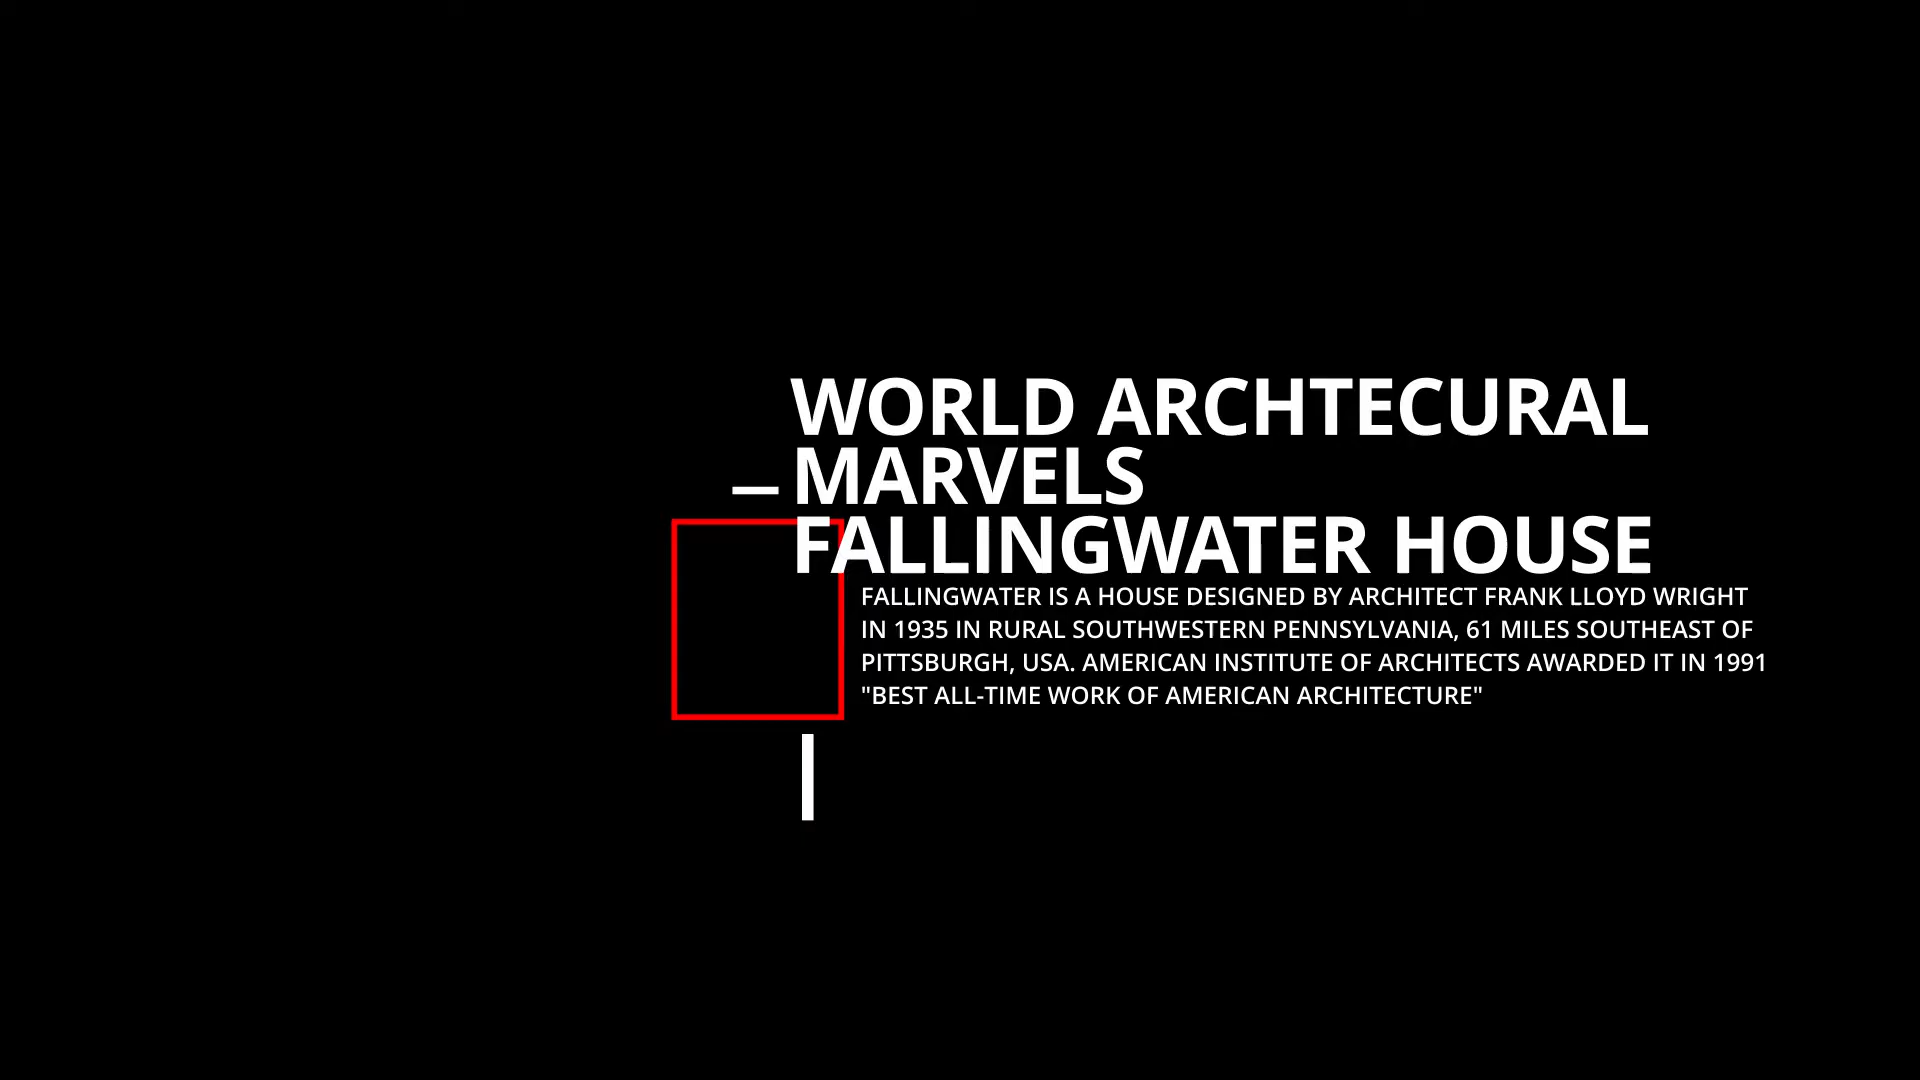 WORLD ARCHTECURAL
MARVELS
FALLINGWATER HOUSE
FALLINGWATER IS A HOUSE DESIGNED BY ARCHITECT FRANK LLOYD WRIGHT
IN 1935 IN RURAL SOUTHWESTERN PENNSYLVANIA, 61 MILES SOUTHEAST OF
PITTSBURGH, USA. AMERICAN INSTITUTE OF ARCHITECTS AWARDED IT IN 1991
"BEST ALL-TIME WORK OF AMERICAN ARCHITECTURE"